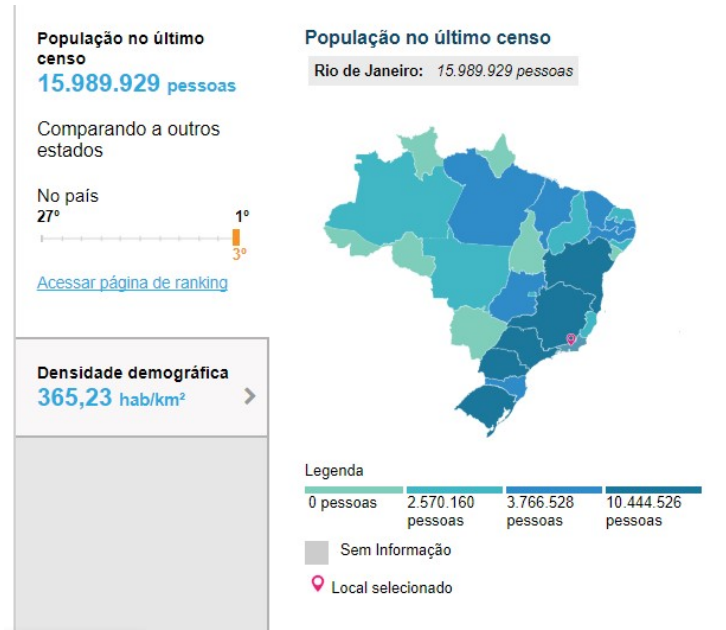 População no último
censo
15.989.929 pessoas
Comparando a outros
estados
No país
27º 1º
3º
Acessar página de ranking
Densidade demográfica
365,23 hab/km²
População no último censo
Rio de Janeiro: 15.989.929 pessoas
Legenda
0 pessoas 2.570.160 3.766.528 10.444.526
pessoas pessoas pessoas
Sem Informação
Local selecionado